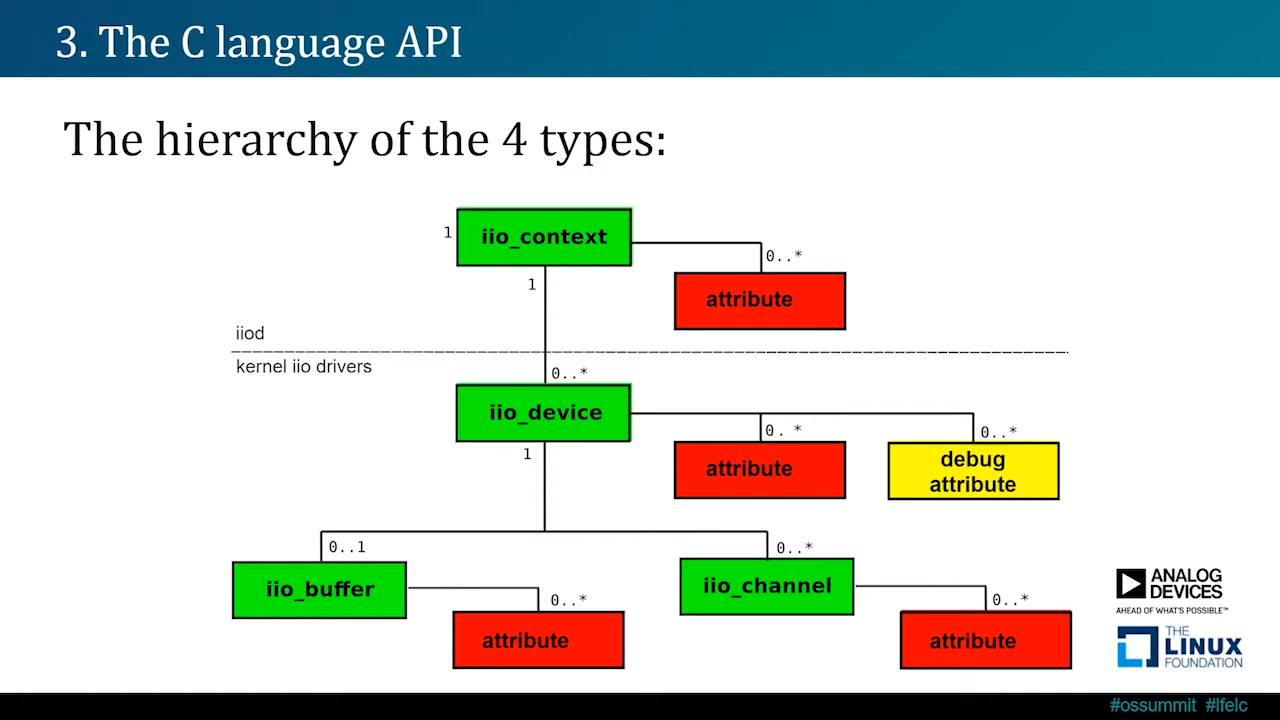 3. The C language API
The hierarchy of the 4 types:
1
iio_context
0..*
attribute
1
iiod
kernel iio drivers
0..*
iio_device
0. *
attribute
0..*
debug
attribute
1
0..1
iio_buffer
0..*
attribute
0..*
iio_channel
0..*
attribute
ANALOG
DEVICES
AHEAD OF WHAT'S POSSIBLE™
THE
LINUX
FOUNDATION
#ossummit #lfelc